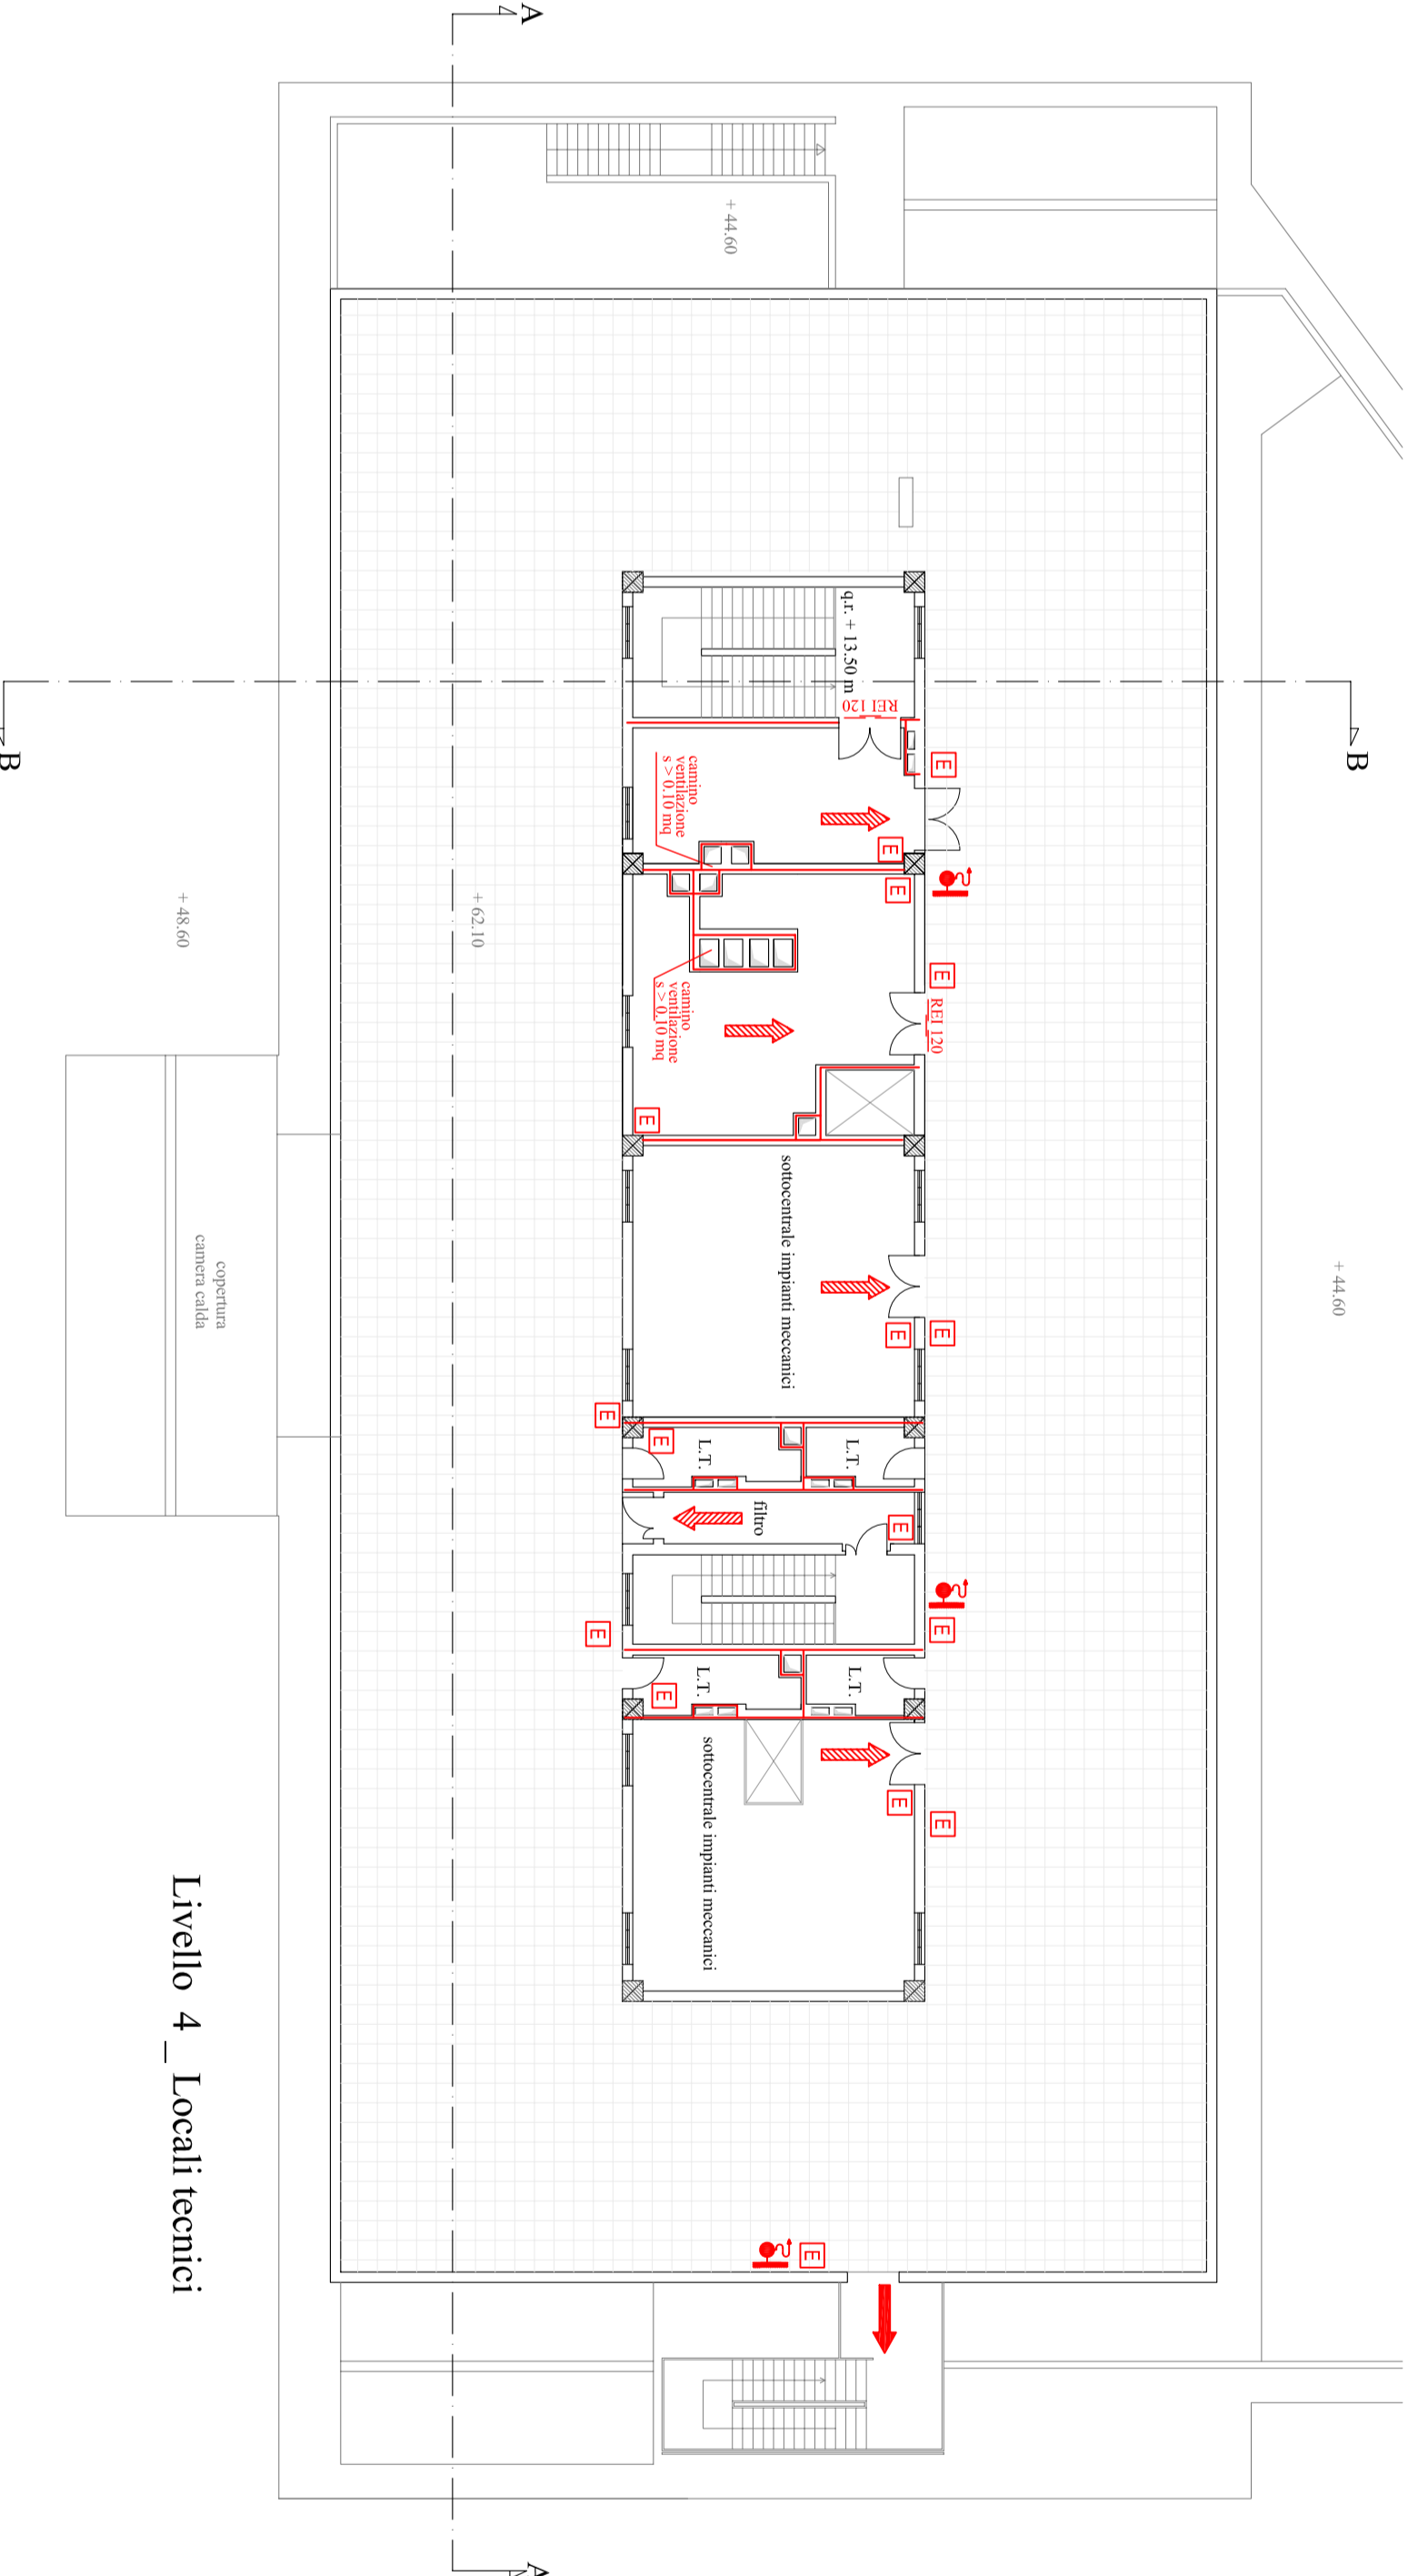 A
+ 44.60
q.r. + 13.50 m
REI 120
E
B
B
camino
ventilazione
s > 0.10 mq
E
E
E
REI 120
+ 48.60
+ 62.10
camino
ventilazione
s > 0.10 mq
E
sottocentrale impianti meccanici
copertura
camera calda
+ 44.60
E
E
E
E
L.T.
L.T.
filtro
E
E
E
L.T.
L.T.
E
sottocentrale impianti meccanici
E
E
Livello 4 _ Locali tecnici
E
A